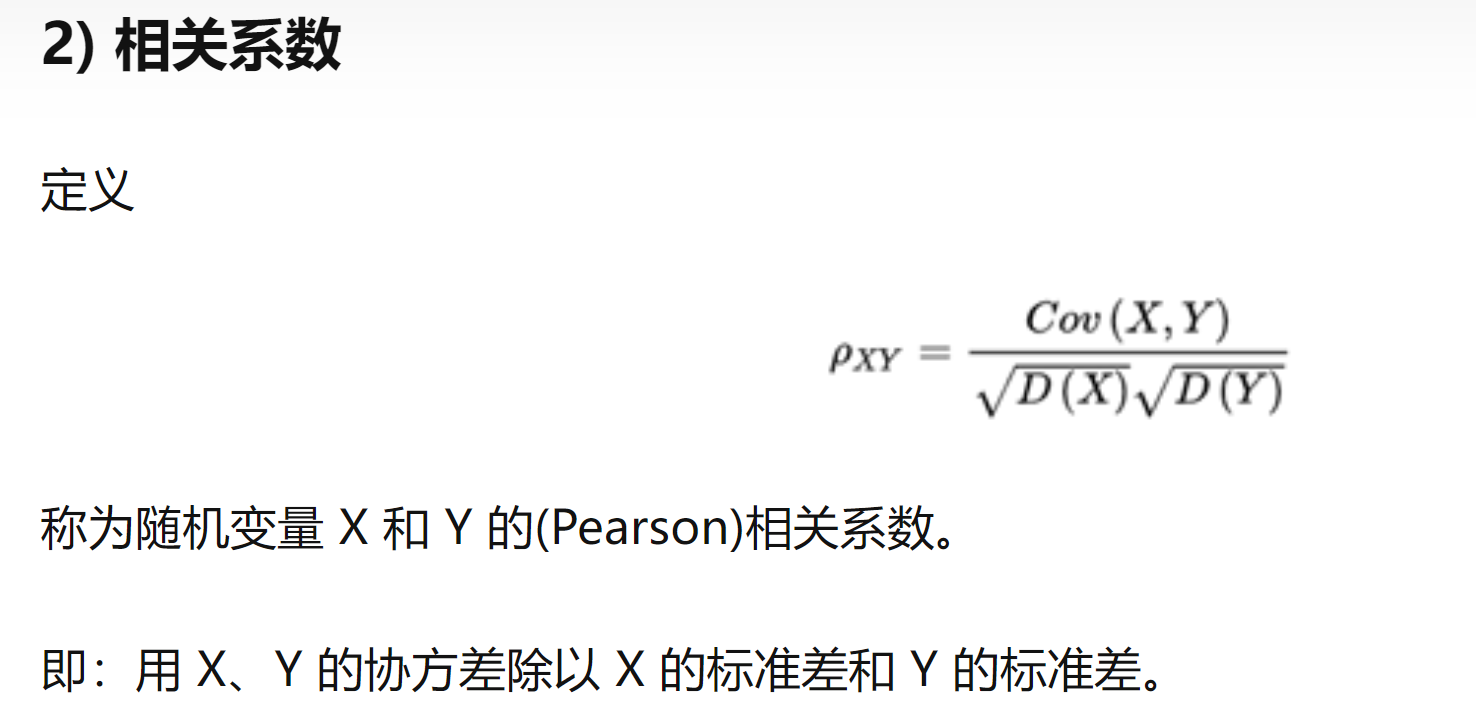 2) 相关系数
定义
ρ_{XY} = \frac{Cov(X,Y)}{\sqrt{D(X)}\sqrt{D(Y)}}
称为随机变量 X 和 Y 的(Pearson)相关系数。
即：用 X、Y 的协方差除以 X 的标准差和 Y 的标准差。